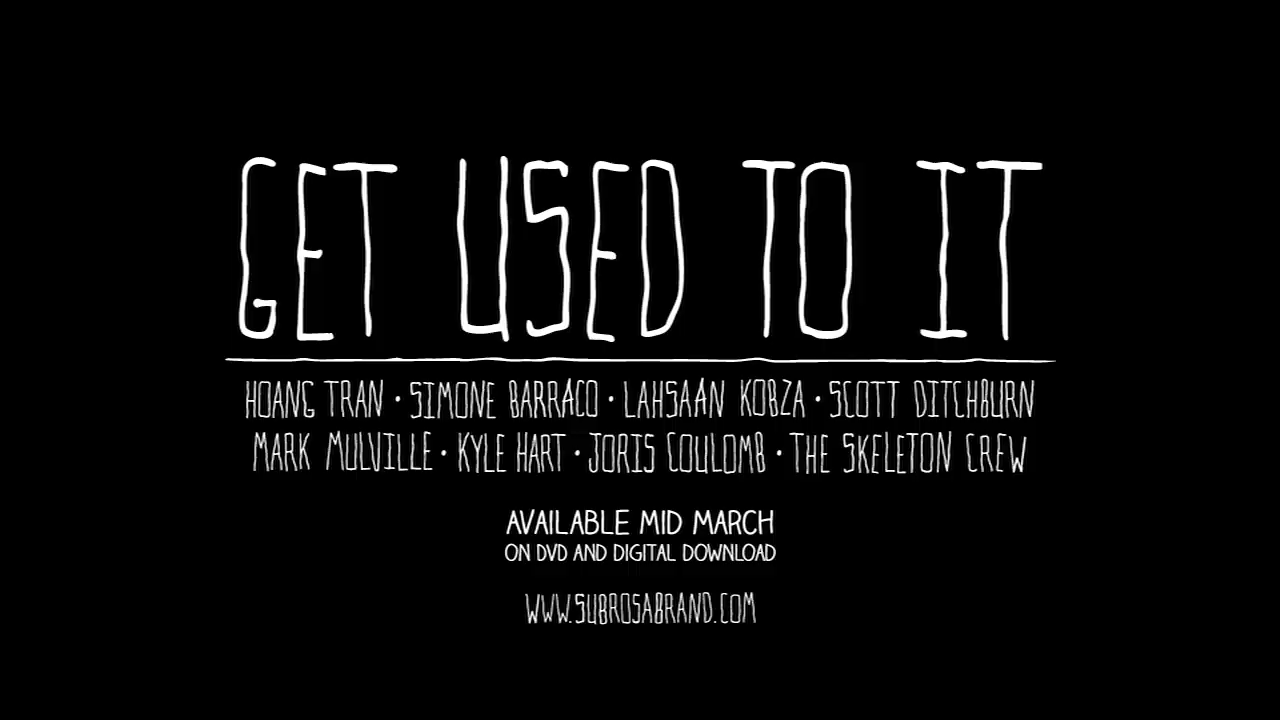 GET USED TO IT
HOANG TRAN · SIMONE BARRACO · LAHSAAN KOBZA · SCOTT DITCHBURN
MARK MULVILLE · KYLE HART · JORIS COULOMB · THE SKELETON CREW
AVAILABLE MID MARCH
ON DVD AND DIGITAL DOWNLOAD
WWW.SUBROSABRAND.COM